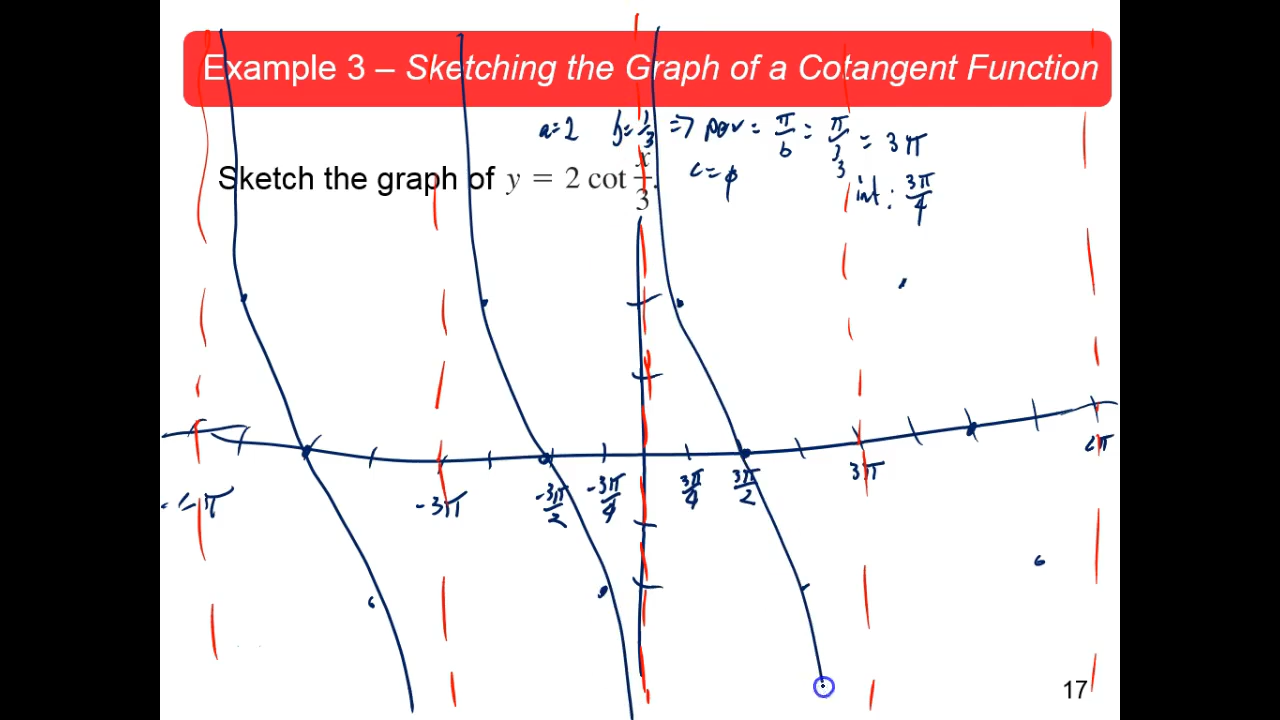 Example 3 – Sketching the Graph of a Cotangent Function
a=2 b=1/3 => per = π/b = π/1/3 = 3π
Sketch the graph of y = 2 cot x/3.
c=φ
int: 3π/4
6π
3π
-6π -3π -3π/2 -3π/4 3π/4 3π/2
17